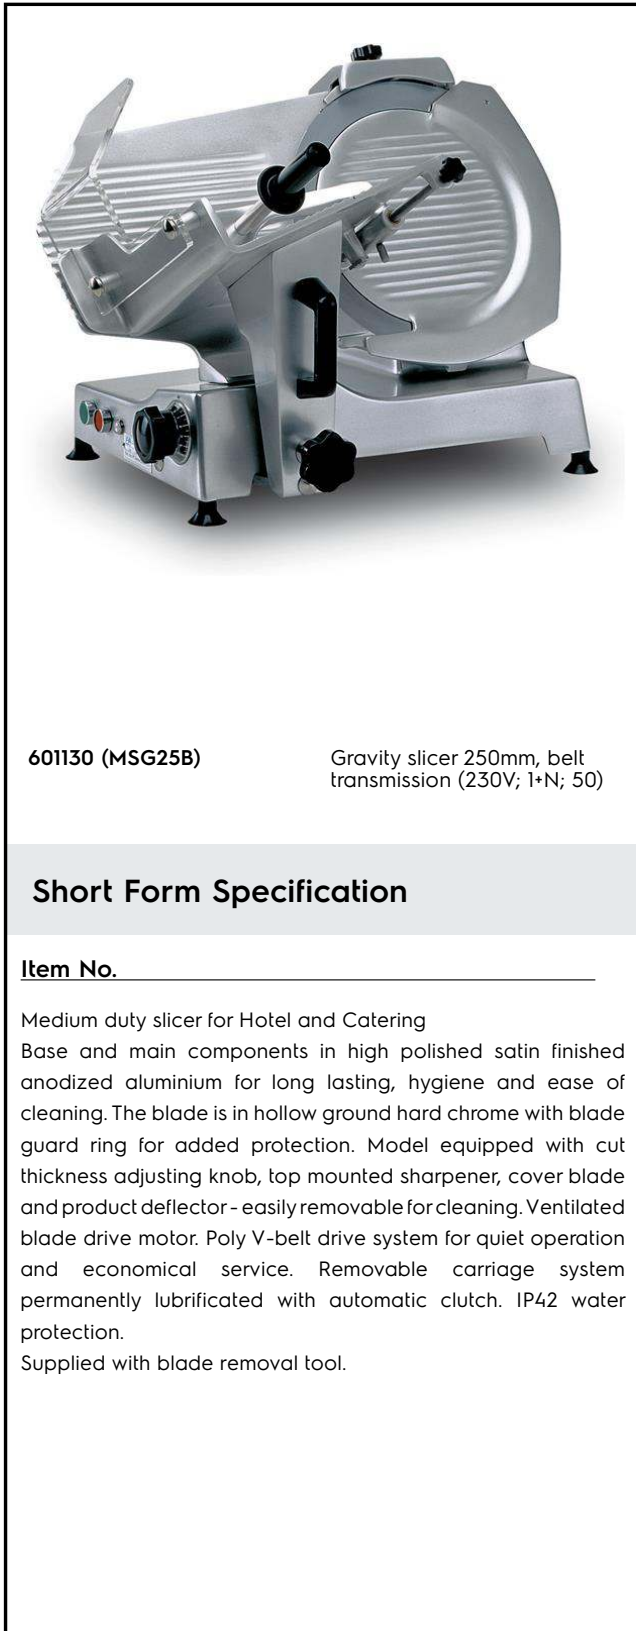 601130 (MSG25B)
Gravity slicer 250mm, belt
transmission (230V; 1+N; 50)
Short Form Specification
Item No.
Medium duty slicer for Hotel and Catering
Base and main components in high polished satin finished
anodized aluminium for long lasting, hygiene and ease of
cleaning. The blade is in hollow ground hard chrome with blade
guard ring for added protection. Model equipped with cut
thickness adjusting knob, top mounted sharpener, cover blade
and product deflector - easily removable for cleaning. Ventilated
blade drive motor. Poly V-belt drive system for quiet operation
and economical service. Removable carriage system
permanently lubrificated with automatic clutch. IP42 water
protection.
Supplied with blade removal tool.